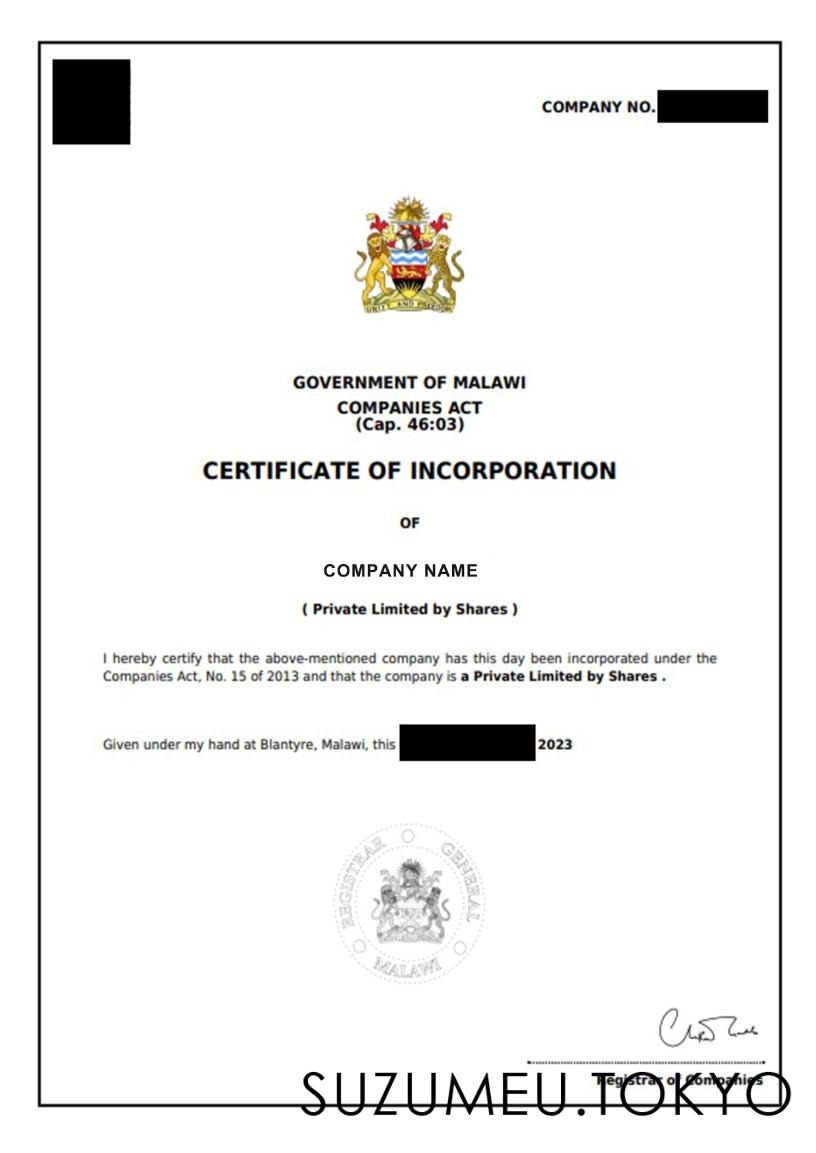 COMPANY NO.
UNITY AND FREEDOM
GOVERNMENT OF MALAWI
COMPANIES ACT
(Cap. 46:03)
CERTIFICATE OF INCORPORATION
OF
COMPANY NAME
( Private Limited by Shares )
I hereby certify that the above-mentioned company has this day been incorporated under the
Companies Act, No. 15 of 2013 and that the company is a Private Limited by Shares .
Given under my hand at Blantyre, Malawi, this 2023
REGISTRAR GENERAL
MALAWI
Registrar of Companies
SUZUMEU.TOKYO